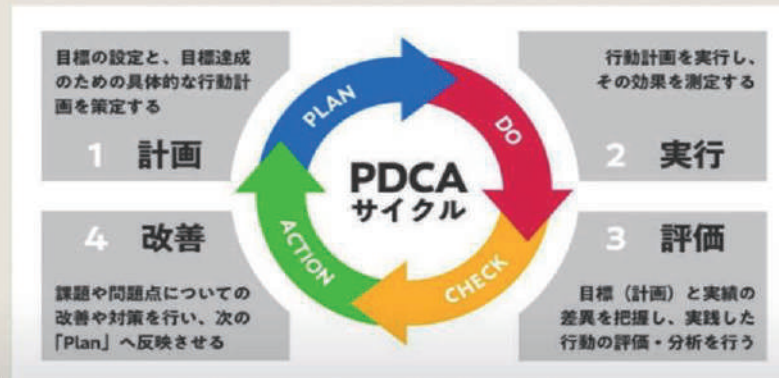 目標の設定と、目標達成
のための具体的な行動計
画を策定する
1 計画
PLAN
行動計画を実行し、
その効果を測定する
2 実行
DO
PDCA
サイクル
3 評価
目標（計画）と実績の
差異を把握し、実践した
行動の評価・分析を行う
CHECK
4 改善
課題や問題点についての
改善や対策を行い、次の
「Plan」へ反映させる
ACTION